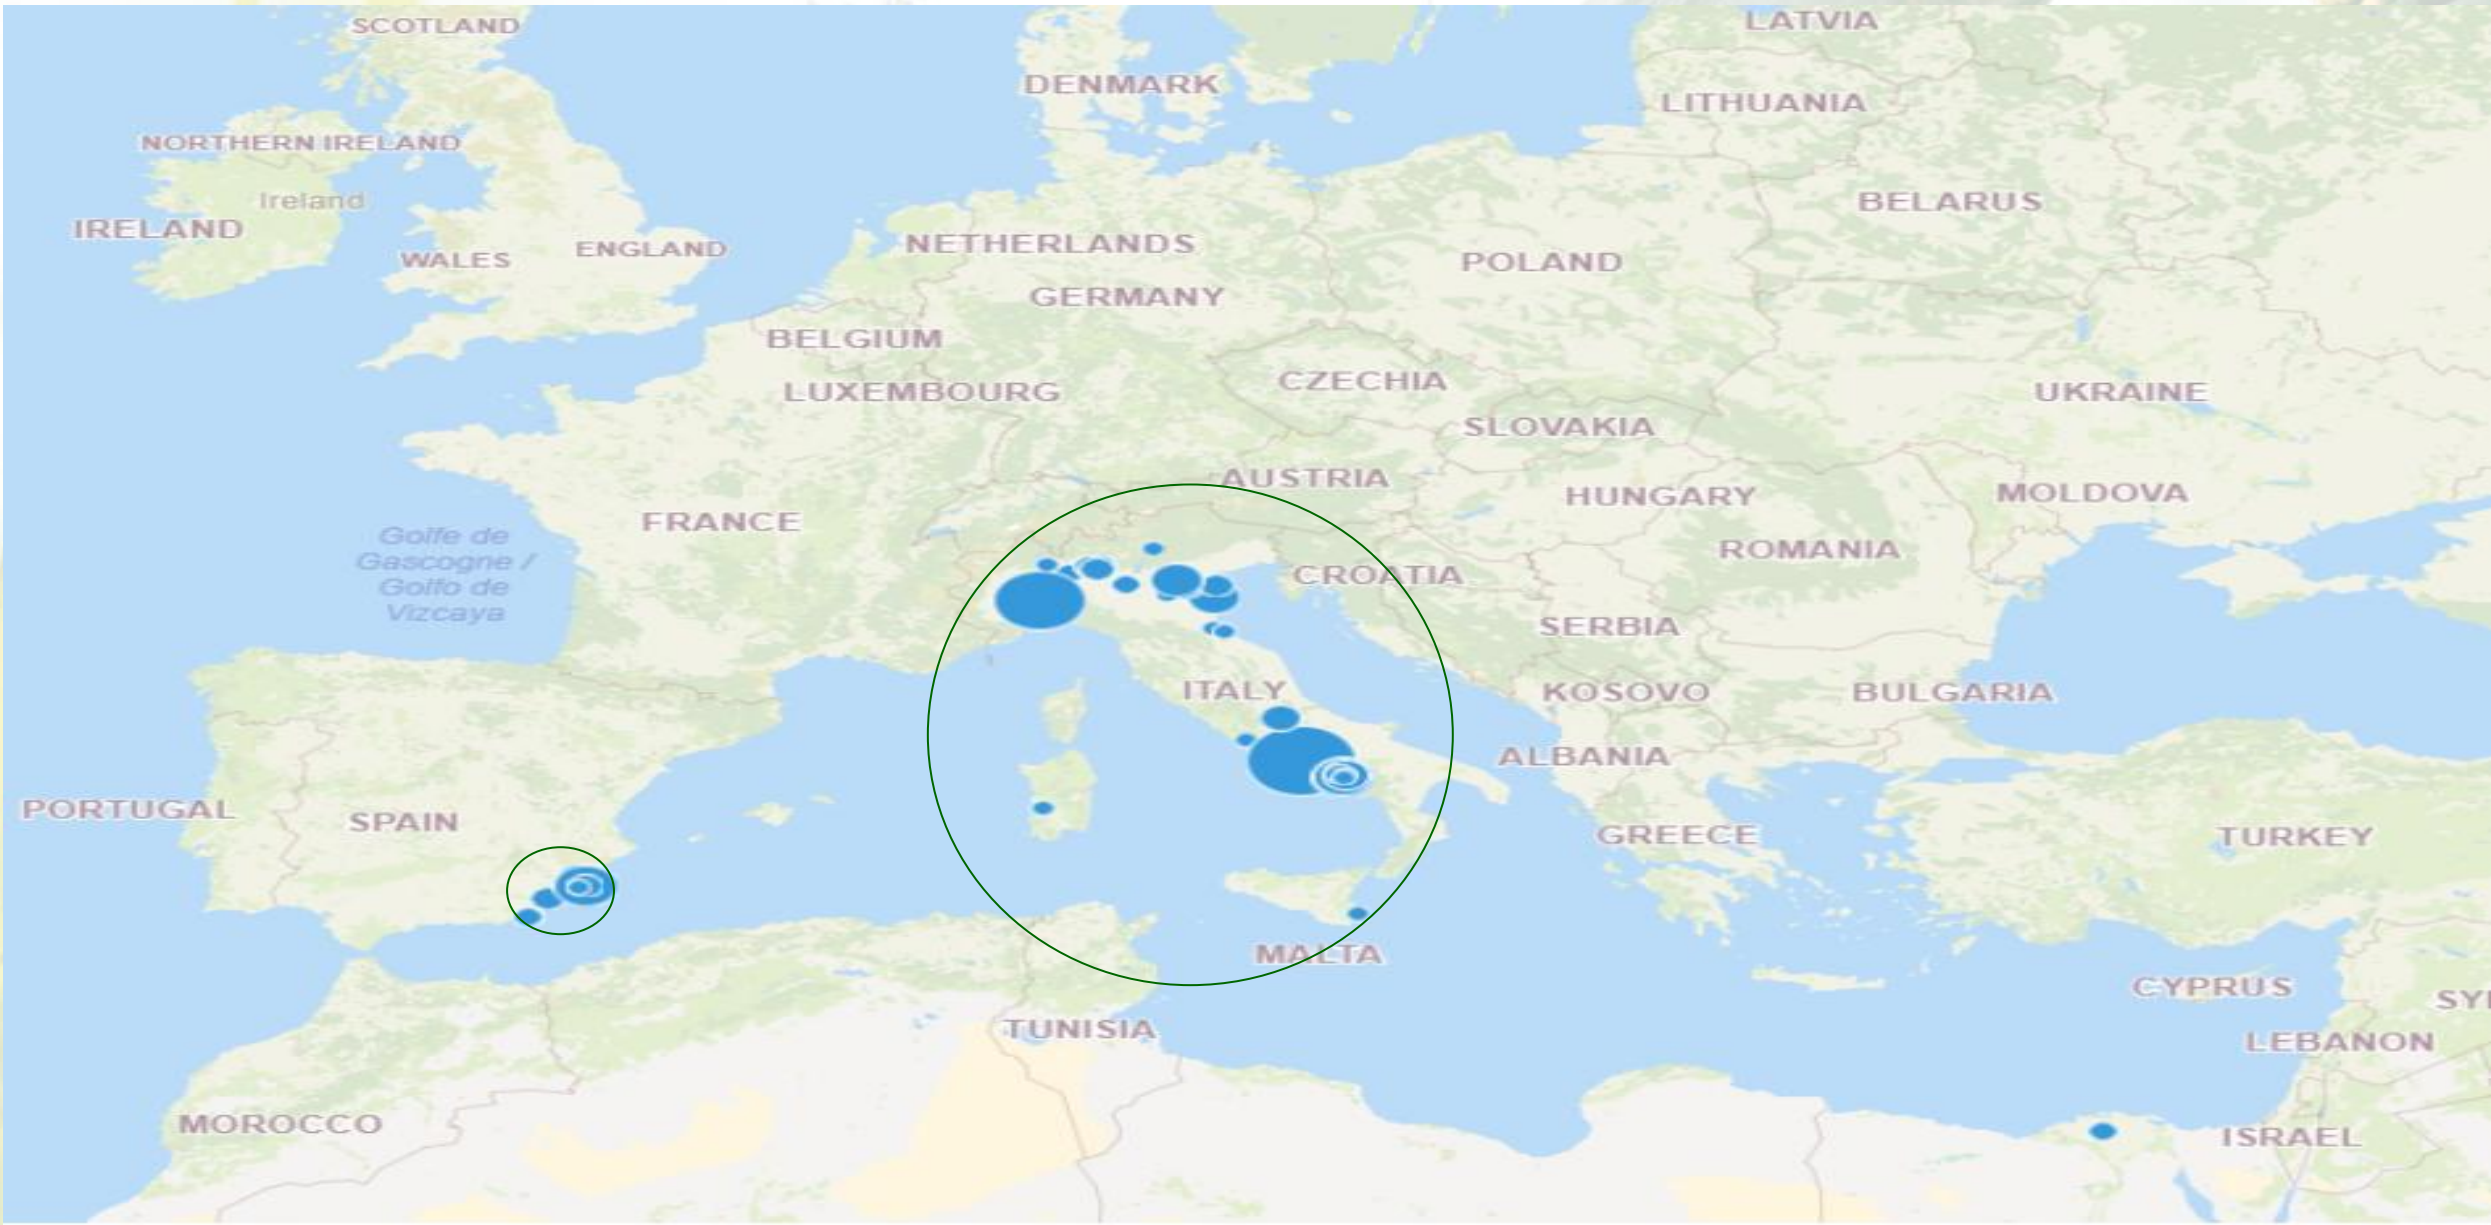 SCOTLAND
LATVIA
DENMARK
LITHUANIA
NORTHERN IRELAND
Ireland
BELARUS
IRELAND
NETHERLANDS
ENGLAND
WALES
POLAND
GERMANY
BELGIUM
CZECHIA
LUXEMBOURG
UKRAINE
SLOVAKIA
AUSTRIA
HUNGARY
MOLDOVA
FRANCE
Golfe de
Gascogne /
Golfo de
Vizcaya
ROMANIA
CROATIA
SERBIA
ITALY
KOSOVO
BULGARIA
ALBANIA
PORTUGAL
SPAIN
GREECE
TURKEY
MALTA
CYPRUS
SY
TUNISIA
LEBANON
MOROCCO
ISRAEL